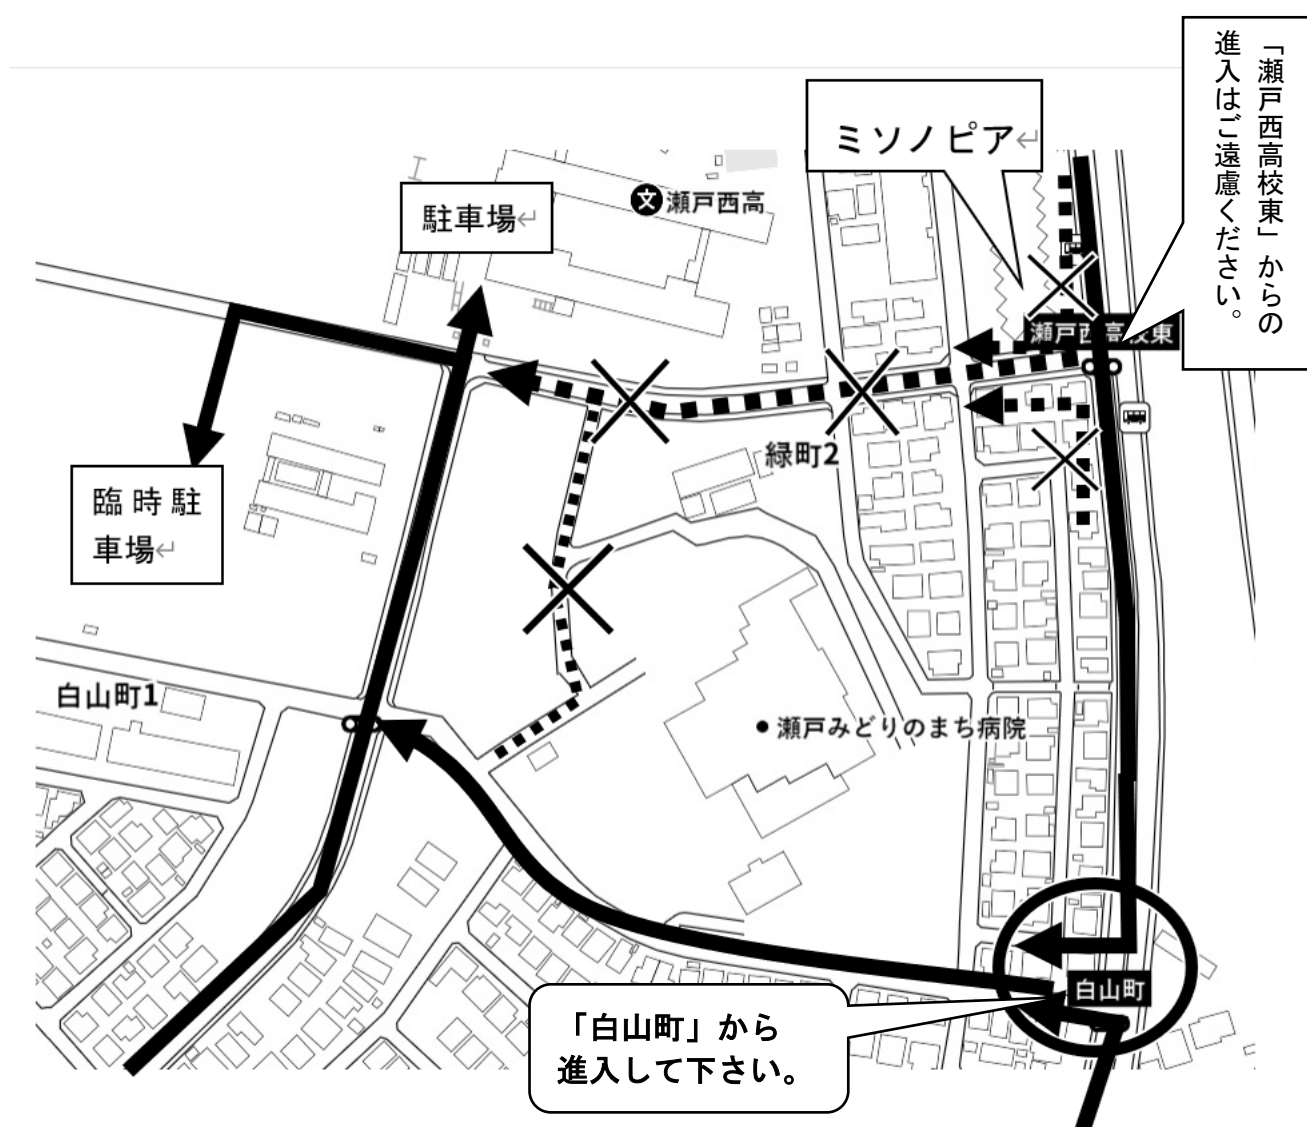 「瀬戸西高校東」からの
進入はご遠慮ください。
ミソノピア↵
文
瀬戸西高
駐車場↵
瀬戸西高校東
緑町2
臨時駐
車場↵
白山町1
瀬戸みどりのまち病院
白山町
「白山町」から
進入して下さい。